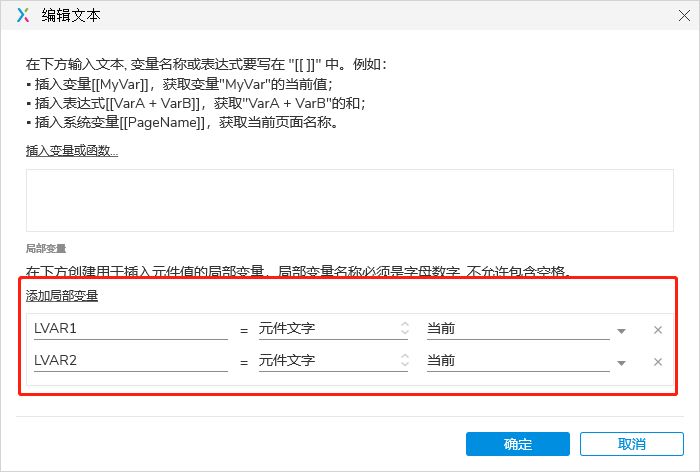 编辑文本
在下方输入文本, 变量名称或表达式要写在 "[[ ]]" 中。例如：
▪ 插入变量[[MyVar]]，获取变量"MyVar"的当前值；
▪ 插入表达式[[VarA + VarB]]，获取"VarA + VarB"的和；
▪ 插入系统变量[[PageName]]，获取当前页面名称。
插入变量或函数...
局部变量
在下方创建用于插入元件值的局部变量，局部变量名称必须是字母数字, 不允许包含空格。
添加局部变量
LVAR1 = 元件文字 当前
LVAR2 = 元件文字 当前
确定 取消